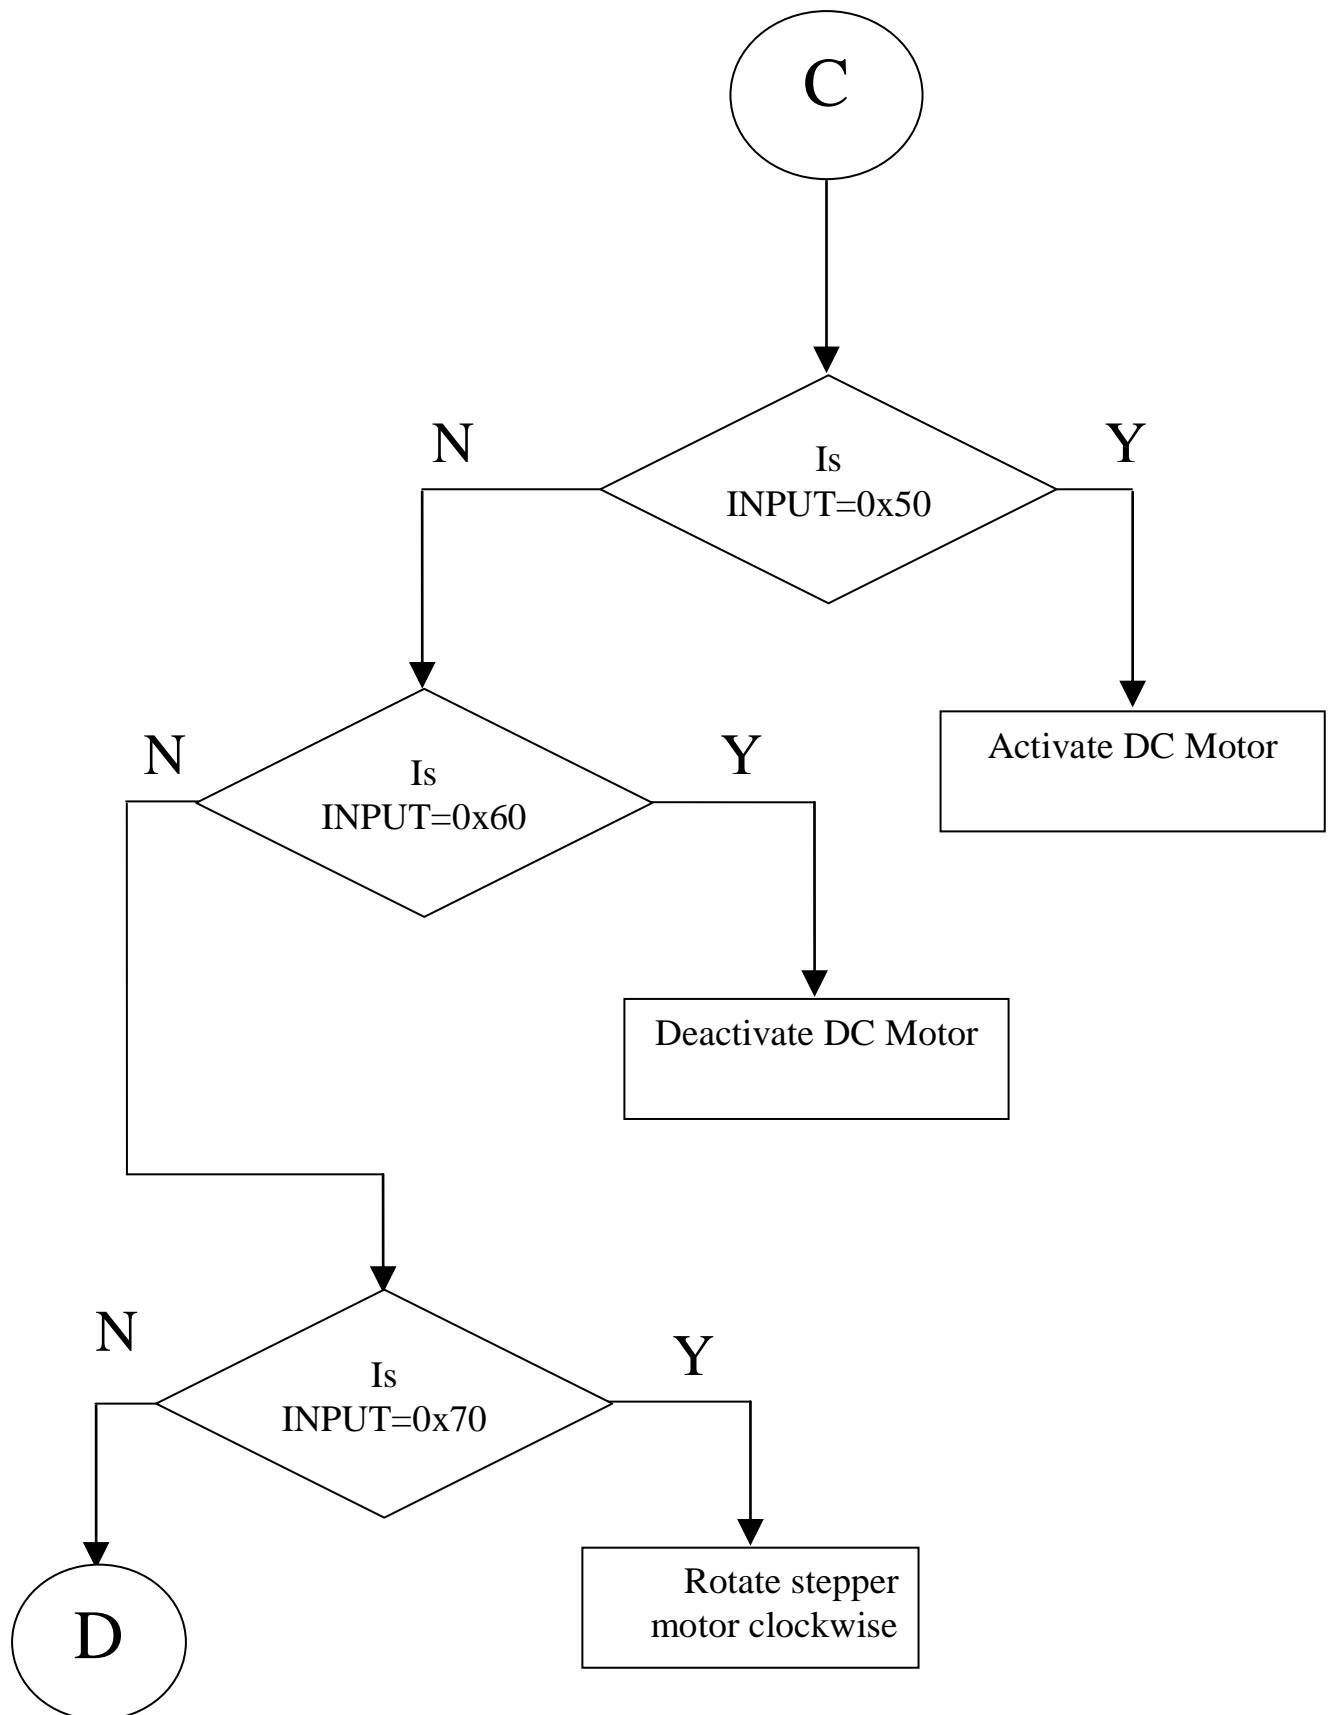 C
N
Y
Is
INPUT=0x50
N
Y
Activate DC Motor
Is
INPUT=0x60
Deactivate DC Motor
N
Y
Is
INPUT=0x70
Rotate stepper
motor clockwise
D